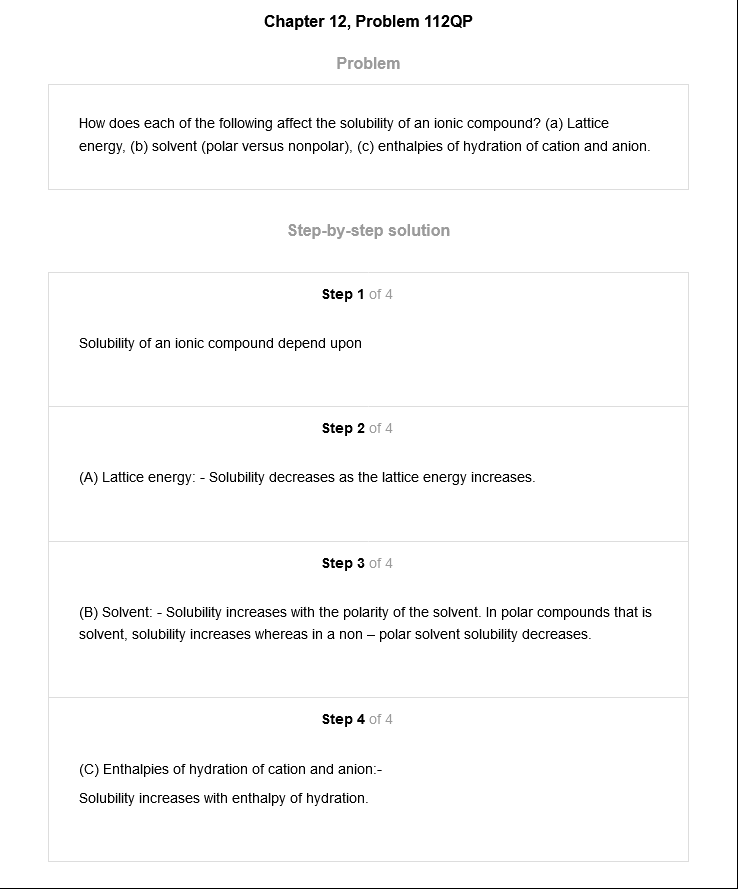 Chapter 12, Problem 112QP
Problem
How does each of the following affect the solubility of an ionic compound? (a) Lattice
energy, (b) solvent (polar versus nonpolar), (c) enthalpies of hydration of cation and anion.
Step-by-step solution
Step 1 of 4
Solubility of an ionic compound depend upon
Step 2 of 4
(A) Lattice energy: - Solubility decreases as the lattice energy increases.
Step 3 of 4
(B) Solvent: - Solubility increases with the polarity of the solvent. In polar compounds that is
solvent, solubility increases whereas in a non – polar solvent solubility decreases.
Step 4 of 4
(C) Enthalpies of hydration of cation and anion:-
Solubility increases with enthalpy of hydration.